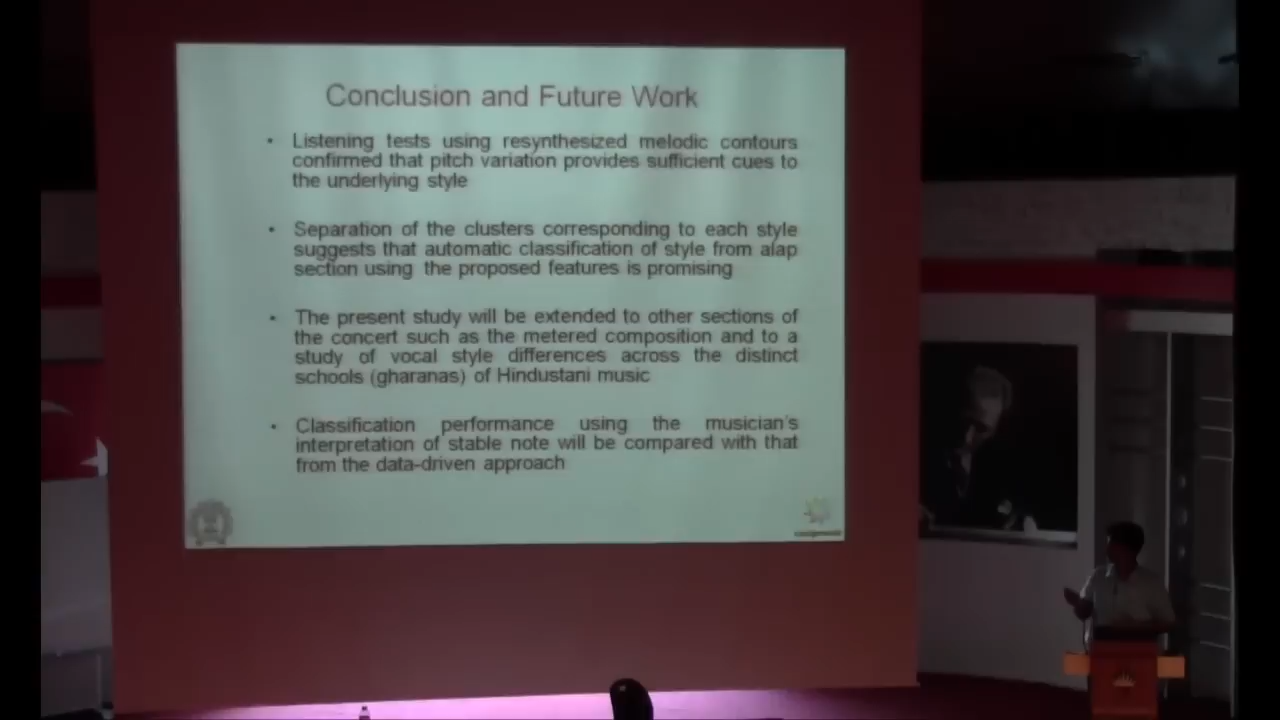 Conclusion and Future Work
• Listening tests using resynthesized melodic contours
confirmed that pitch variation provides sufficient cues to
the underlying style
• Separation of the clusters corresponding to each style
suggests that automatic classification of style from alap
section using the proposed features is promising
• The present study will be extended to other sections of
the concert such as the metered composition and to a
study of vocal style differences across the distinct
schools (gharanas) of Hindustani music
• Classification performance using the musician's
interpretation of stable note will be compared with that
from the data-driven approach